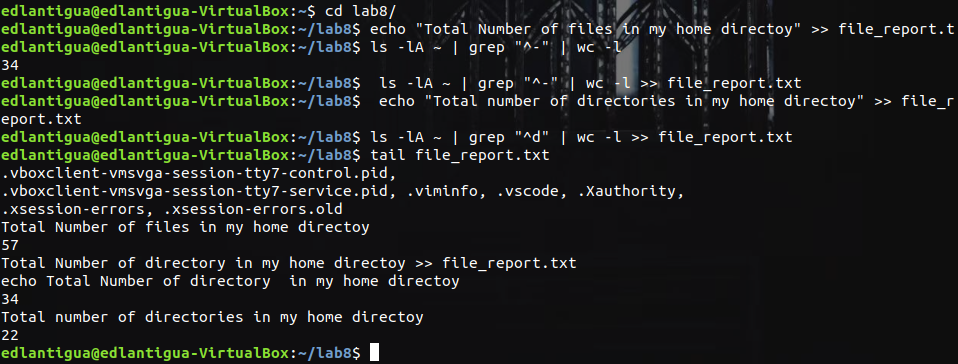 edlantigua@edlantigua-VirtualBox:~$ cd lab8/
edlantigua@edlantigua-VirtualBox:~/lab8$ echo "Total Number of files in my home directoy" >> file_report.t
edlantigua@edlantigua-VirtualBox:~/lab8$ ls -lA ~ | grep "^-" | wc -l
34
edlantigua@edlantigua-VirtualBox:~/lab8$  ls -lA ~ | grep "^-" | wc -l >> file_report.txt
edlantigua@edlantigua-VirtualBox:~/lab8$  echo "Total number of directories in my home directoy" >> file_r
eport.txt
edlantigua@edlantigua-VirtualBox:~/lab8$ ls -lA ~ | grep "^d" | wc -l >> file_report.txt
edlantigua@edlantigua-VirtualBox:~/lab8$ tail file_report.txt
.vboxclient-vmsvga-session-tty7-control.pid,
.vboxclient-vmsvga-session-tty7-service.pid, .viminfo, .vscode, .Xauthority,
.xsession-errors, .xsession-errors.old
Total Number of files in my home directoy
57
Total Number of directory in my home directoy >> file_report.txt
echo Total Number of directory  in my home directoy
34
Total number of directories in my home directoy
22
edlantigua@edlantigua-VirtualBox:~/lab8$